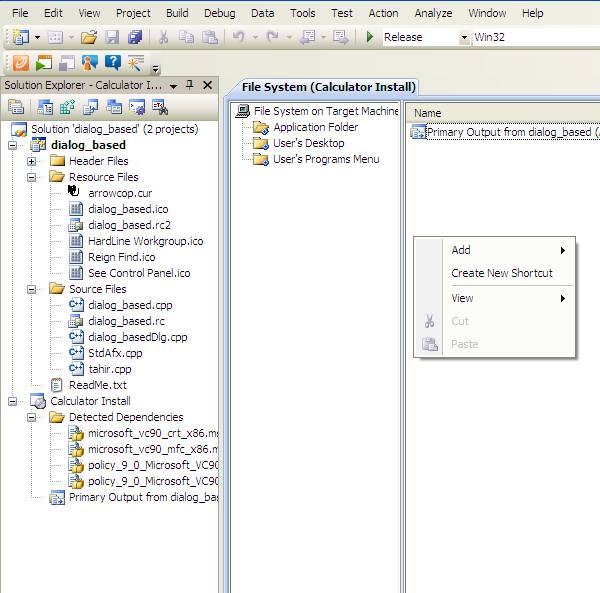 File Edit View Project Build Debug Data Tools Test Action Analyze Window Help
Release Win32
Solution Explorer - Calculator I...
File System (Calculator Install)
Solution 'dialog_based' (2 projects)
dialog_based
Header Files
Resource Files
arrowcop.cur
dialog_based.ico
dialog_based.rc2
HardLine Workgroup.ico
Reign Find.ico
See Control Panel.ico
Source Files
dialog_based.cpp
dialog_based.rc
dialog_basedDlg.cpp
StdAfx.cpp
tahir.cpp
ReadMe.txt
Calculator Install
Detected Dependencies
microsoft_vc90_crt_x86.ms
microsoft_vc90_mfc_x86.m
policy_9_0_Microsoft_VC90
policy_9_0_Microsoft_VC90
Primary Output from dialog_bas
File System on Target Machine
Application Folder
User's Desktop
User's Programs Menu
Name
Primary Output from dialog_based (A
Add
Create New Shortcut
View
Cut
Paste